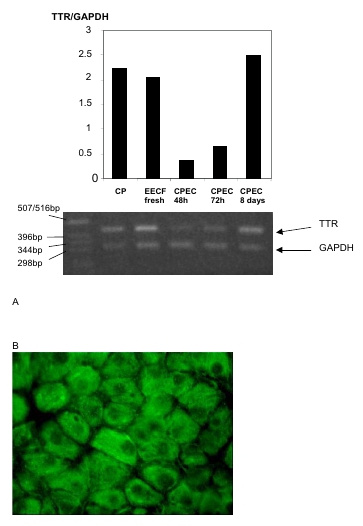 TTR/GAPDH
3
2.5
2
1.5
1
0.5
0
CP
EECF fresh
CPEC 48h
CPEC 72h
CPEC 8 days
507/516bp
396bp
344bp
298bp
TTR
GAPDH
A
B